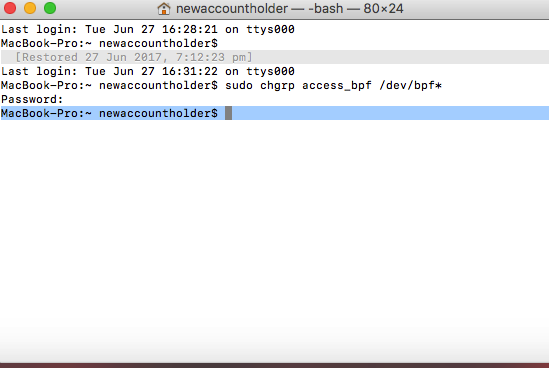 newaccountholder — -bash — 80×24
Last login: Tue Jun 27 16:28:21 on ttys000
MacBook-Pro:~ newaccountholder$
[Restored 27 Jun 2017, 7:12:23 pm]
Last login: Tue Jun 27 16:31:22 on ttys000
MacBook-Pro:~ newaccountholder$ sudo chgrp access_bpf /dev/bpf*
Password:
MacBook-Pro:~ newaccountholder$